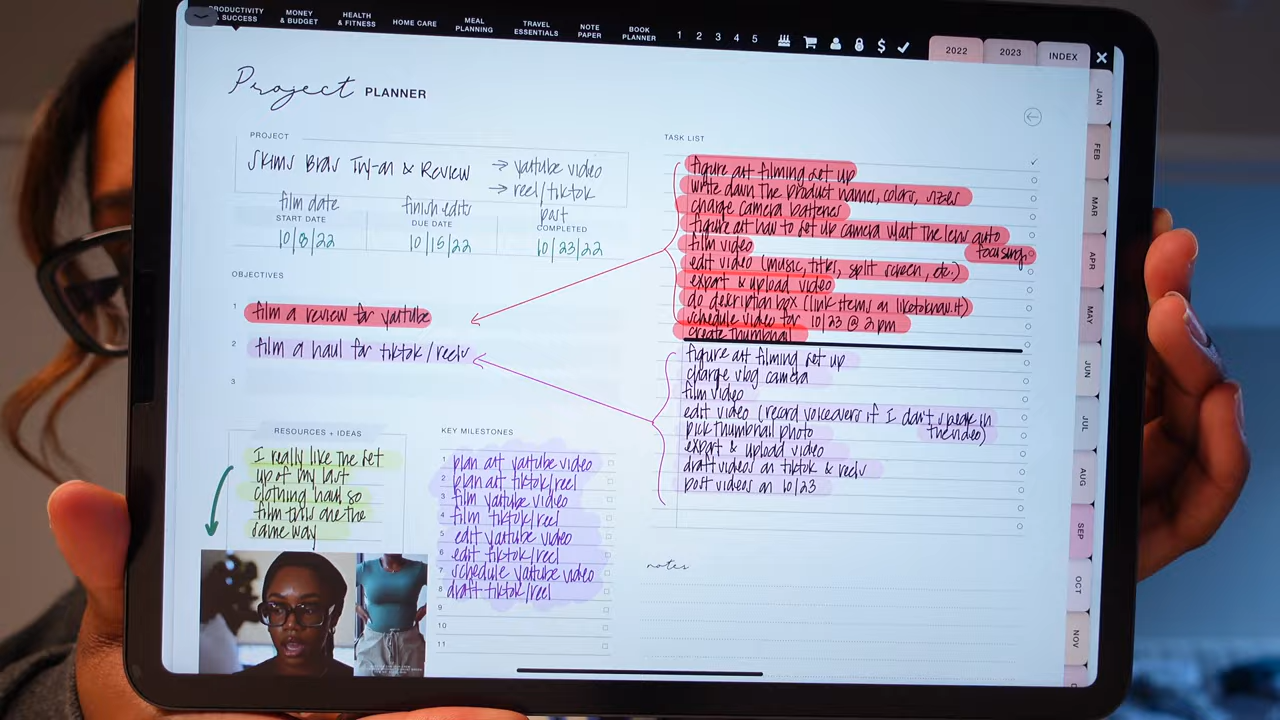 PRODUCTIVITY & SUCCESS
MONEY & BUDGET
HEALTH & FITNESS
HOME CARE
MEAL PLANNING
TRAVEL ESSENTIALS
NOTE PAPER
BOOK PLANNER
1 2 3 4 5
$
2022
2023
INDEX
Project PLANNER
PROJECT
Skims Bras Try-on & Review → youtube video
→ reel/tiktok
film date
START DATE
10/8/22
finish edits
DUE DATE
10/15/22
post
COMPLETED
10/23/22
OBJECTIVES
1 film a review for youtube
2 film a haul for tiktok/reels
3
RESOURCES + IDEAS
I really like the set
up of my last
clothing haul so
film this one the
same way
KEY MILESTONES
1 plan out youtube video
2 plan out tiktok/reel
3 film youtube video
4 film tiktok/reel
5 edit youtube video
6 edit tiktok/reel
7 schedule youtube video
8 draft tiktok/reel
9
10
11
TASK LIST
figure out filming set up
write down the product names, colors, sizes
charge camera batteries
figure out how to set up camera w/out the lens auto
focusing
film video
edit video (music, titles, split screen, etc.)
export & upload video
do description box (link items on liketoknow.it)
schedule video for 10/23 @ 2pm
create thumbnail
figure out filming set up
charge vlog camera
film video
edit video (record voiceovers if I don't speak in
the video)
pick thumbnail photo
export & upload video
draft videos on tiktok & reels
post videos on 10/23
notes
JAN
FEB
MAR
APR
MAY
JUN
JUL
AUG
SEP
OCT
NOV